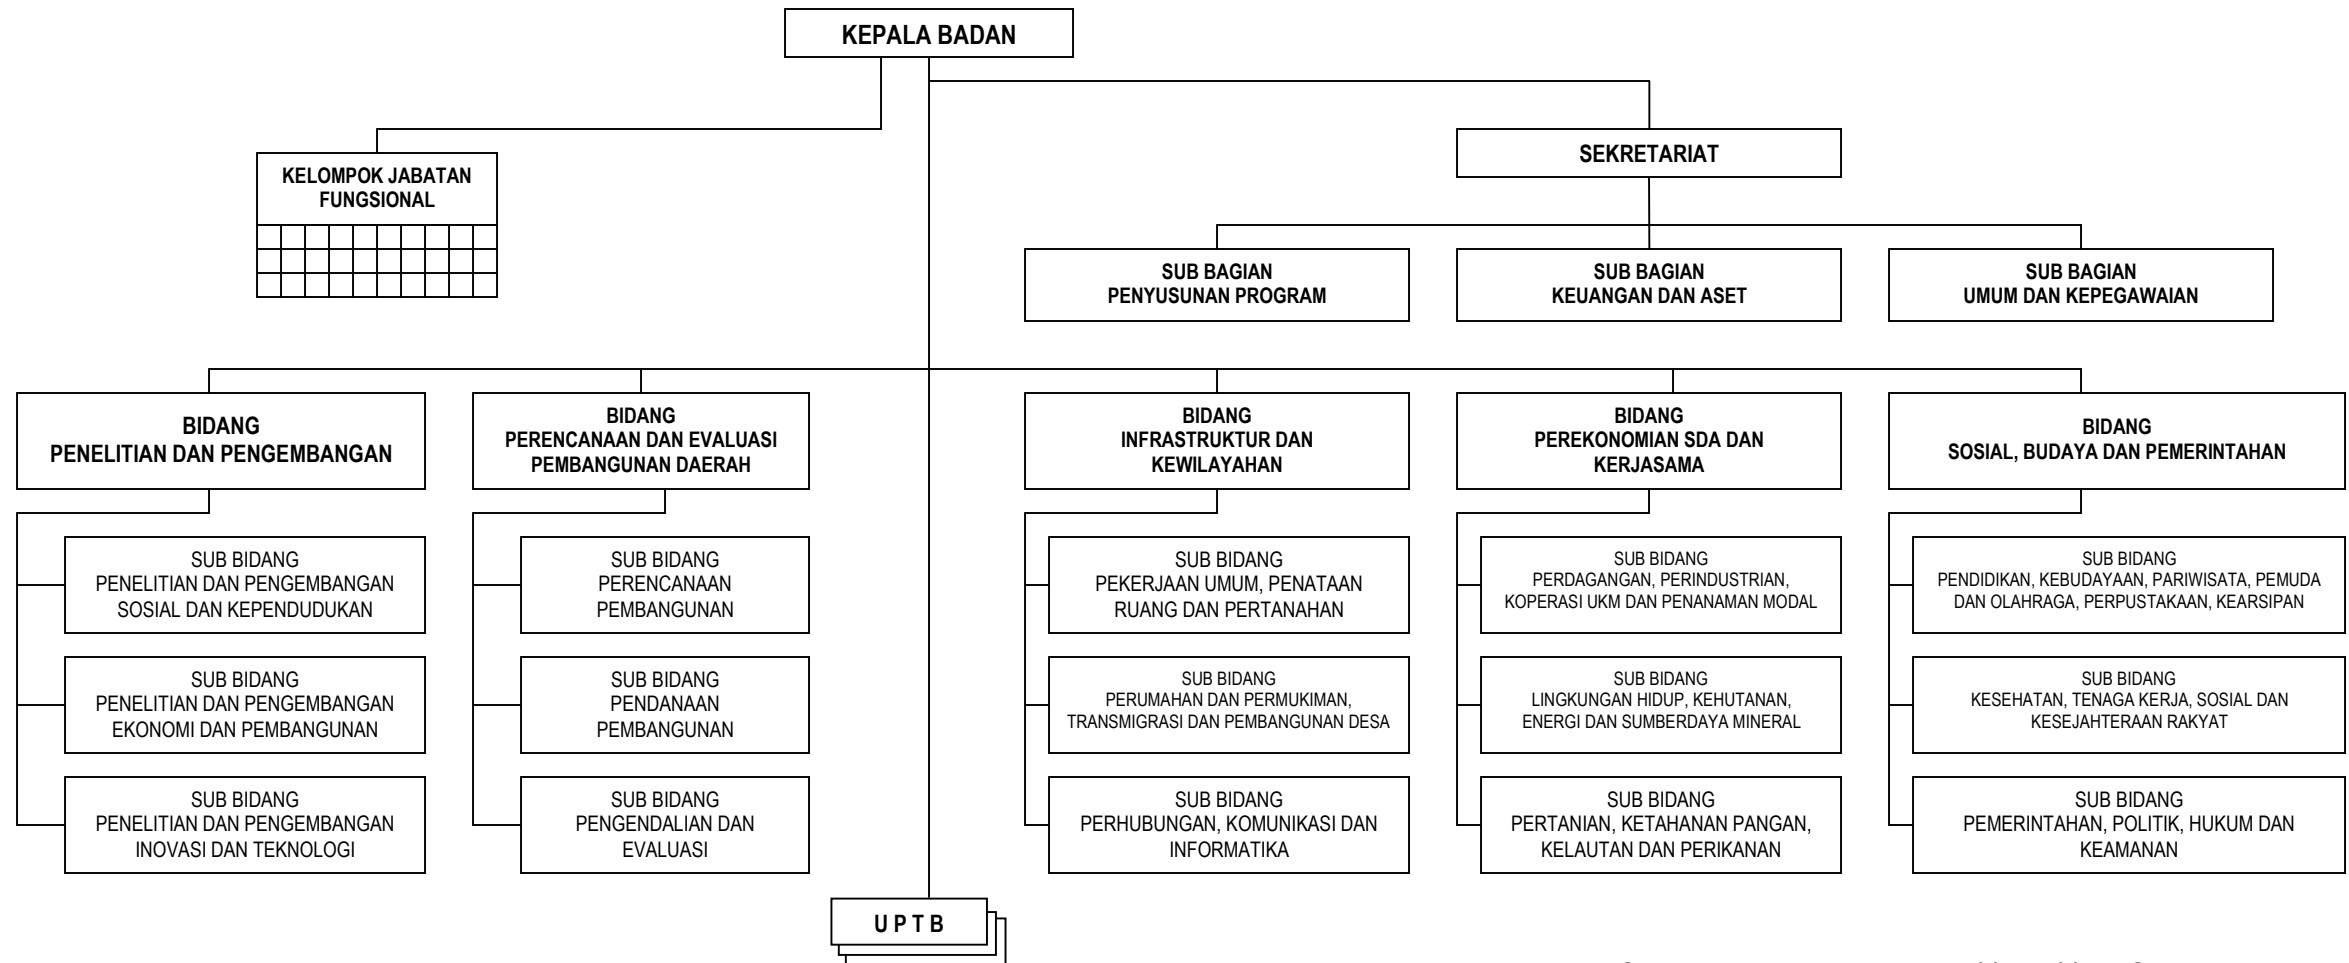 KEPALA BADAN
SEKRETARIAT
KELOMPOK JABATAN
FUNGSIONAL
SUB BAGIAN
PENYUSUNAN PROGRAM
SUB BAGIAN
KEUANGAN DAN ASET
SUB BAGIAN
UMUM DAN KEPEGAWAIAN
BIDANG
PENELITIAN DAN PENGEMBANGAN
BIDANG
PERENCANAAN DAN EVALUASI
PEMBANGUNAN DAERAH
BIDANG
INFRASTRUKTUR DAN
KEWILAYAHAN
BIDANG
PEREKONOMIAN SDA DAN
KERJASAMA
BIDANG
SOSIAL, BUDAYA DAN PEMERINTAHAN
SUB BIDANG
PENELITIAN DAN PENGEMBANGAN
SOSIAL DAN KEPENDUDUKAN
SUB BIDANG
PERENCANAAN
PEMBANGUNAN
SUB BIDANG
PEKERJAAN UMUM, PENATAAN
RUANG DAN PERTANAHAN
SUB BIDANG
PERDAGANGAN, PERINDUSTRIAN,
KOPERASI UKM DAN PENANAMAN MODAL
SUB BIDANG
PENDIDIKAN, KEBUDAYAAN, PARIWISATA, PEMUDA
DAN OLAHRAGA, PERPUSTAKAAN, KEARSIPAN
SUB BIDANG
PENELITIAN DAN PENGEMBANGAN
EKONOMI DAN PEMBANGUNAN
SUB BIDANG
PENDANAAN
PEMBANGUNAN
SUB BIDANG
PERUMAHAN DAN PERMUKIMAN,
TRANSMIGRASI DAN PEMBANGUNAN DESA
SUB BIDANG
LINGKUNGAN HIDUP, KEHUTANAN,
ENERGI DAN SUMBERDAYA MINERAL
SUB BIDANG
KESEHATAN, TENAGA KERJA, SOSIAL DAN
KESEJAHTERAAN RAKYAT
SUB BIDANG
PENELITIAN DAN PENGEMBANGAN
INOVASI DAN TEKNOLOGI
SUB BIDANG
PENGENDALIAN DAN
EVALUASI
SUB BIDANG
PERHUBUNGAN, KOMUNIKASI DAN
INFORMATIKA
SUB BIDANG
PERTANIAN, KETAHANAN PANGAN,
KELAUTAN DAN PERIKANAN
SUB BIDANG
PEMERINTAHAN, POLITIK, HUKUM DAN
KEAMANAN
U P T B